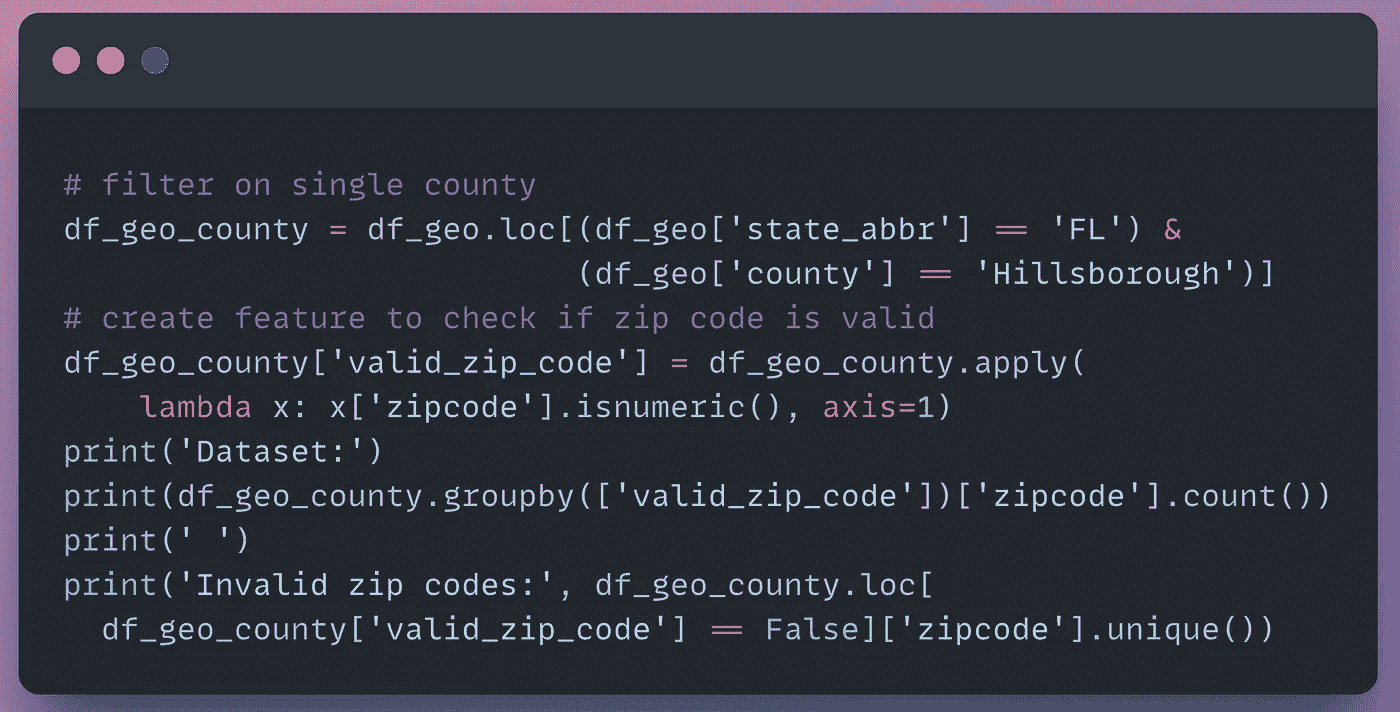 # filter on single county
df_geo_county = df_geo.loc[(df_geo['state_abbr'] == 'FL') &
                           (df_geo['county'] == 'Hillsborough')]
# create feature to check if zip code is valid
df_geo_county['valid_zip_code'] = df_geo_county.apply(
    lambda x: x['zipcode'].isnumeric(), axis=1)
print('Dataset:')
print(df_geo_county.groupby(['valid_zip_code'])['zipcode'].count())
print(' ')
print('Invalid zip codes:', df_geo_county.loc[
  df_geo_county['valid_zip_code'] == False]['zipcode'].unique())